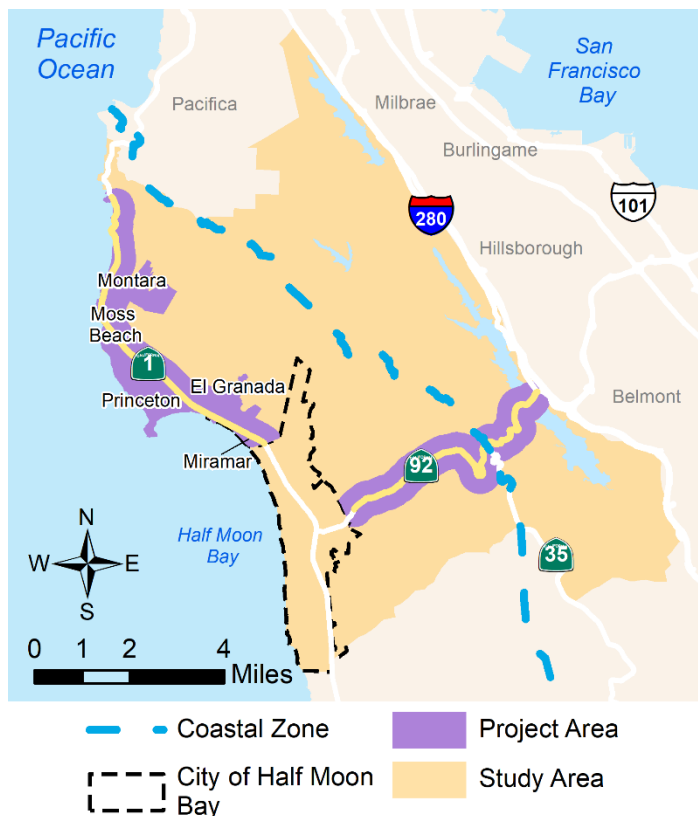 Pacific
Ocean
San
Francisco
Bay
Pacifica
Milbrae
Burlingame
101
280
Hillsborough
Montara
Moss
Beach
1
El Granada
Princeton
Belmont
Miramar
92
Half Moon
Bay
35
N
W E
S
0 1 2 4
Miles
Coastal Zone
Project Area
City of Half Moon
Bay
Study Area